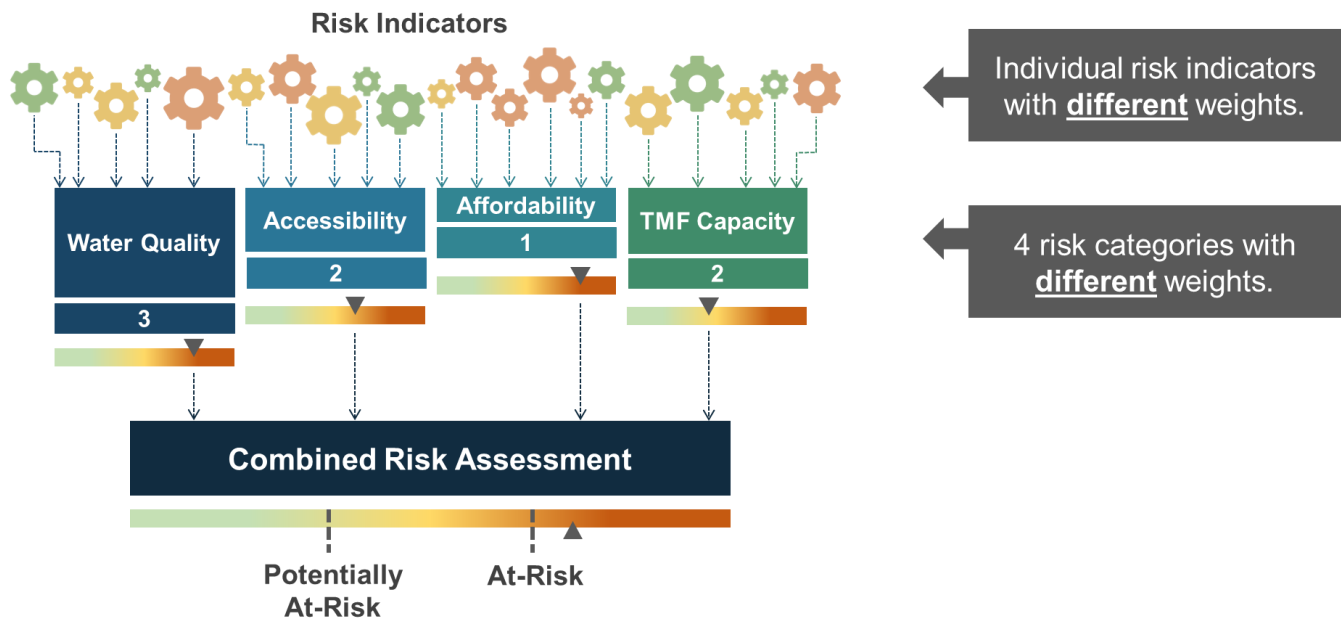 Risk Indicators
Individual risk indicators
with different weights.
Water Quality
3
Accessibility
2
Affordability
1
TMF Capacity
2
4 risk categories with
different weights.
Combined Risk Assessment
Potentially
At-Risk
At-Risk